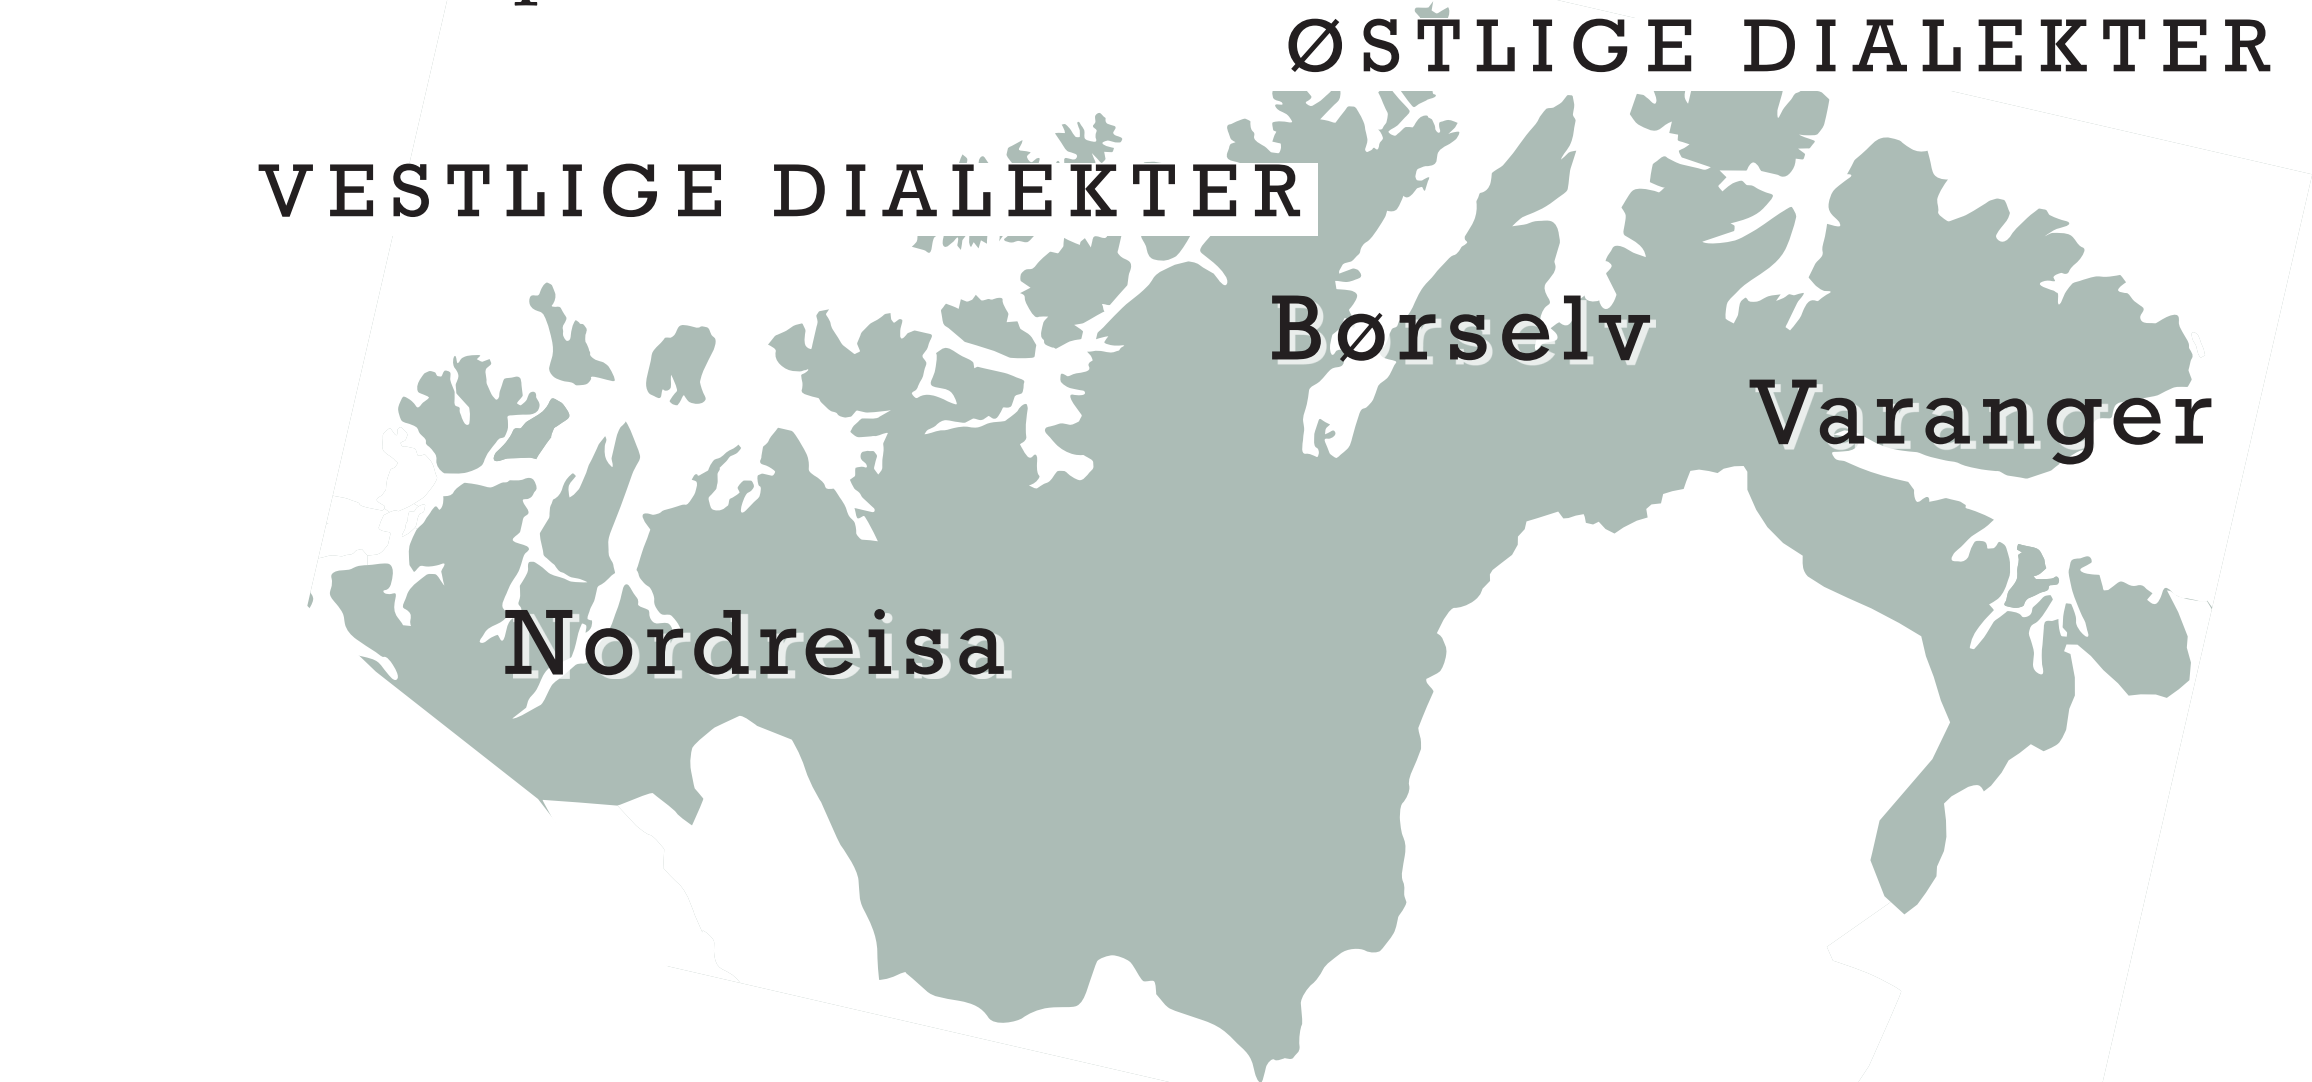 ØSTLIGE DIALEKTER
VESTLIGE DIALEKTER
Børselv
Varanger
Nordreisa